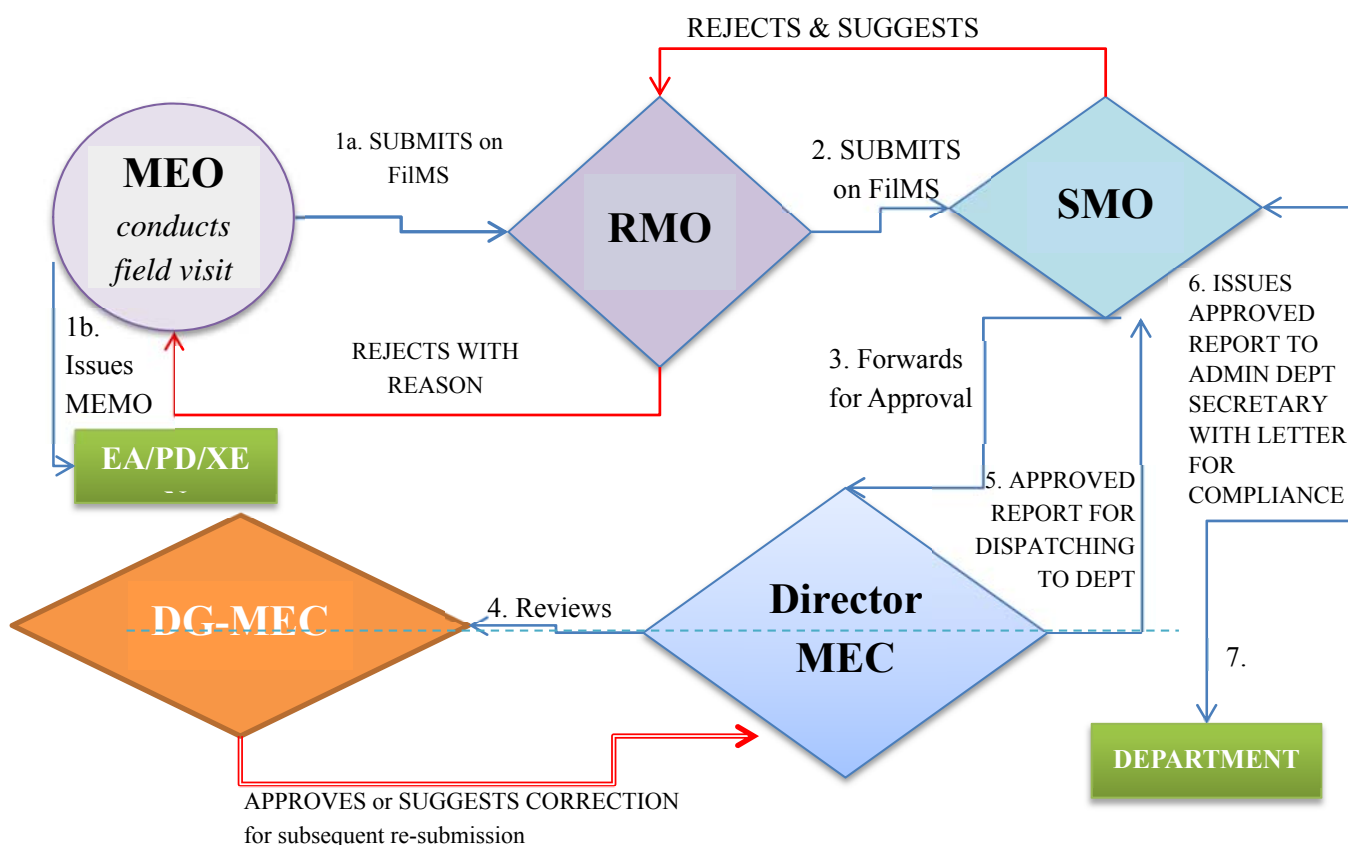 REJECTS & SUGGESTS
MEO
conducts
field visit
1a. SUBMITS on
FilMS
RMO
2. SUBMITS
on FilMS
SMO
1b.
Issues
MEMO
REJECTS WITH
REASON
3. Forwards
for Approval
6. ISSUES
APPROVED
REPORT TO
ADMIN DEPT
SECRETARY
WITH LETTER
FOR
COMPLIANCE
EA/PD/XE
5. APPROVED
REPORT FOR
DISPATCHING
TO DEPT
DG-MEC
4. Reviews
Director
MEC
7.
DEPARTMENT
APPROVES or SUGGESTS CORRECTION
for subsequent re-submission